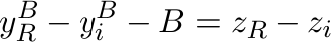 $y_R^B - y_i^B - B = z_R - z_i$